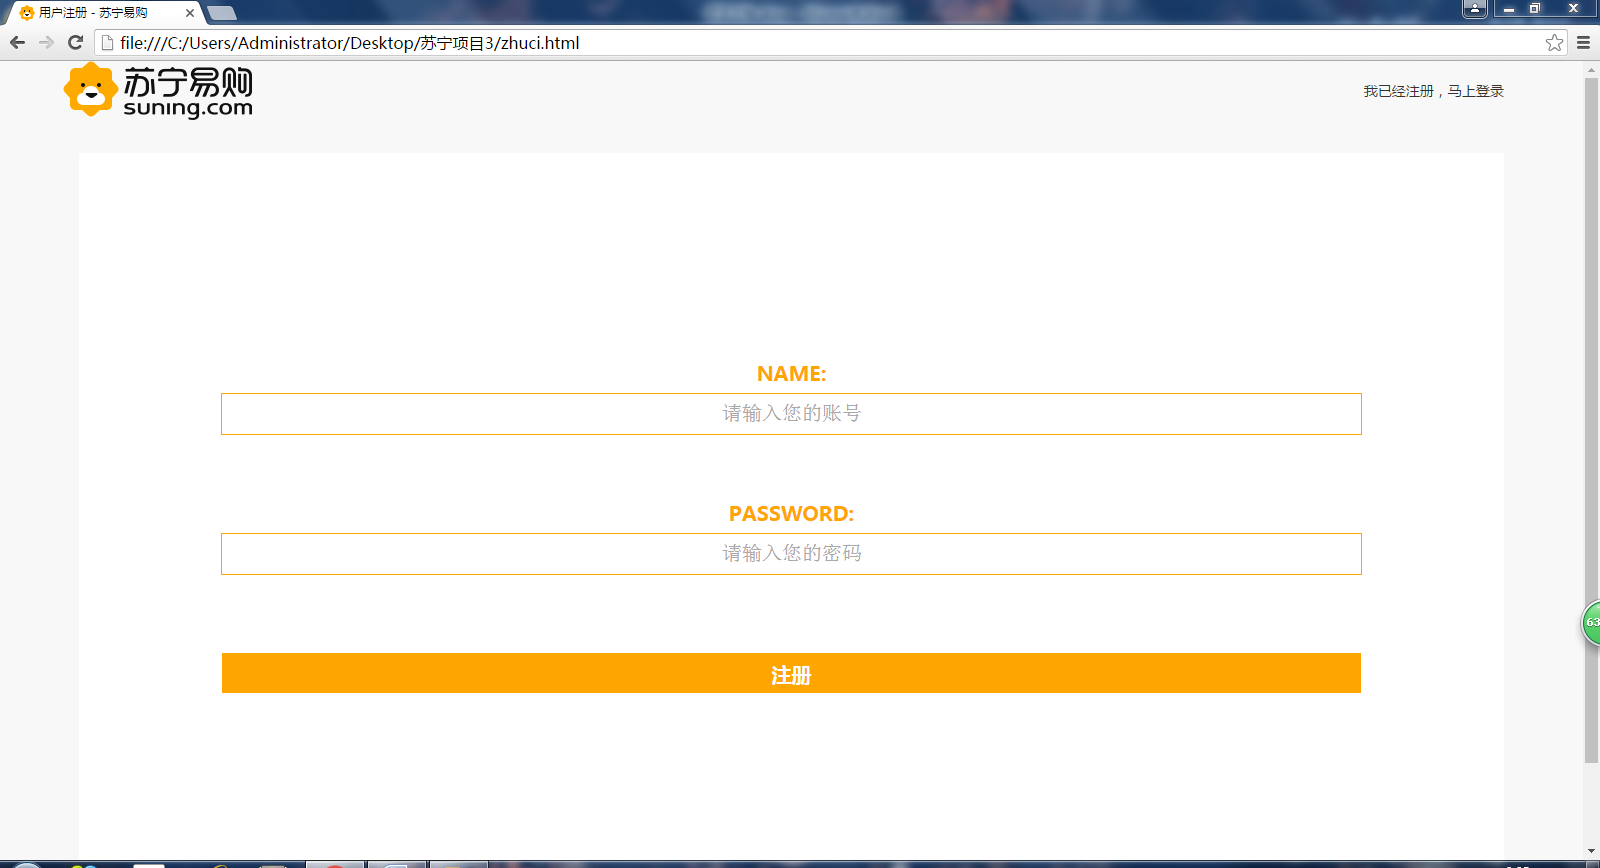 用户注册 - 苏宁易购
file:///C:/Users/Administrator/Desktop/苏宁项目3/zhuci.html
苏宁易购
suning.com
我已经注册，马上登录
NAME:
请输入您的账号
PASSWORD:
请输入您的密码
63
注册